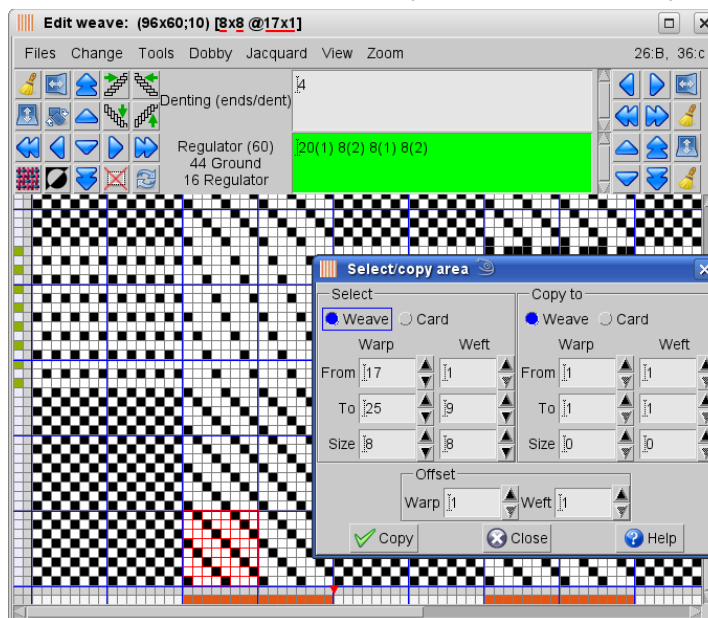 Edit weave: (96x60;10) [8x8 @17x1]
Files Change Tools Dobby Jacquard View Zoom 26:B, 36:c
Denting (ends/dent) 4
Regulator (60) 20(1) 8(2) 8(1) 8(2)
44 Ground
16 Regulator
Select/copy area
Select Copy to
Weave Card Weave Card
Warp Weft Warp Weft
From 17 1 From 1 1
To 25 9 To 1 1
Size 8 8 Size 0 0
Offset
Warp 1 Weft 1
Copy Close Help